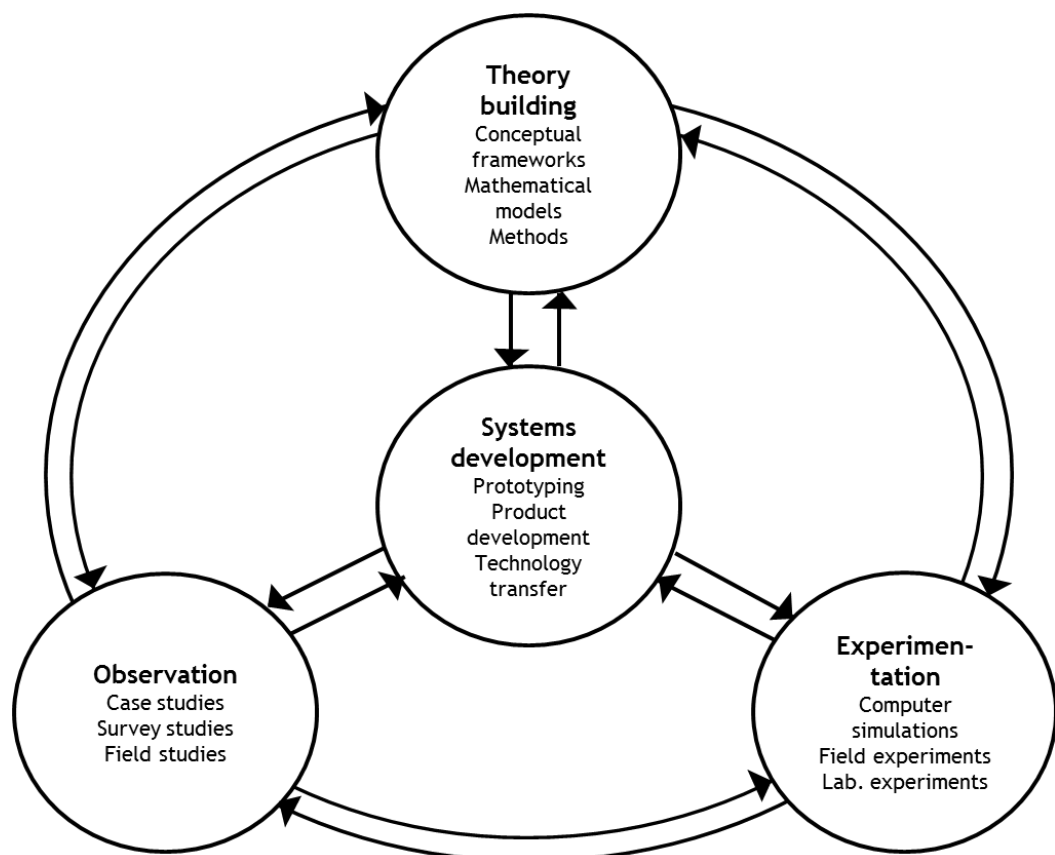 Theory
building
Conceptual
frameworks
Mathematical
models
Methods
Systems
development
Prototyping
Product
development
Technology
transfer
Observation
Case studies
Survey studies
Field studies
Experimen-
tation
Computer
simulations
Field experiments
Lab. experiments